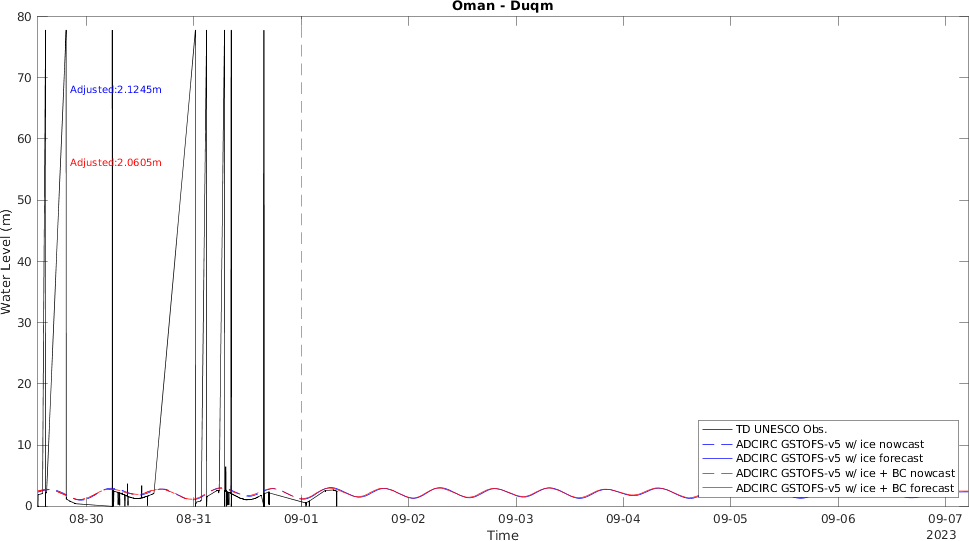 Oman - Duqm
80
70
60
50
40
30
20
10
0
Water Level (m)
Adjusted:2.1245m
Adjusted:2.0605m
TD UNESCO Obs.
ADCIRC GSTOFS-v5 w/ ice nowcast
ADCIRC GSTOFS-v5 w/ ice forecast
ADCIRC GSTOFS-v5 w/ ice + BC nowcast
ADCIRC GSTOFS-v5 w/ ice + BC forecast
08-30 08-31 09-01 09-02 09-03 09-04 09-05 09-06 09-07
Time
2023